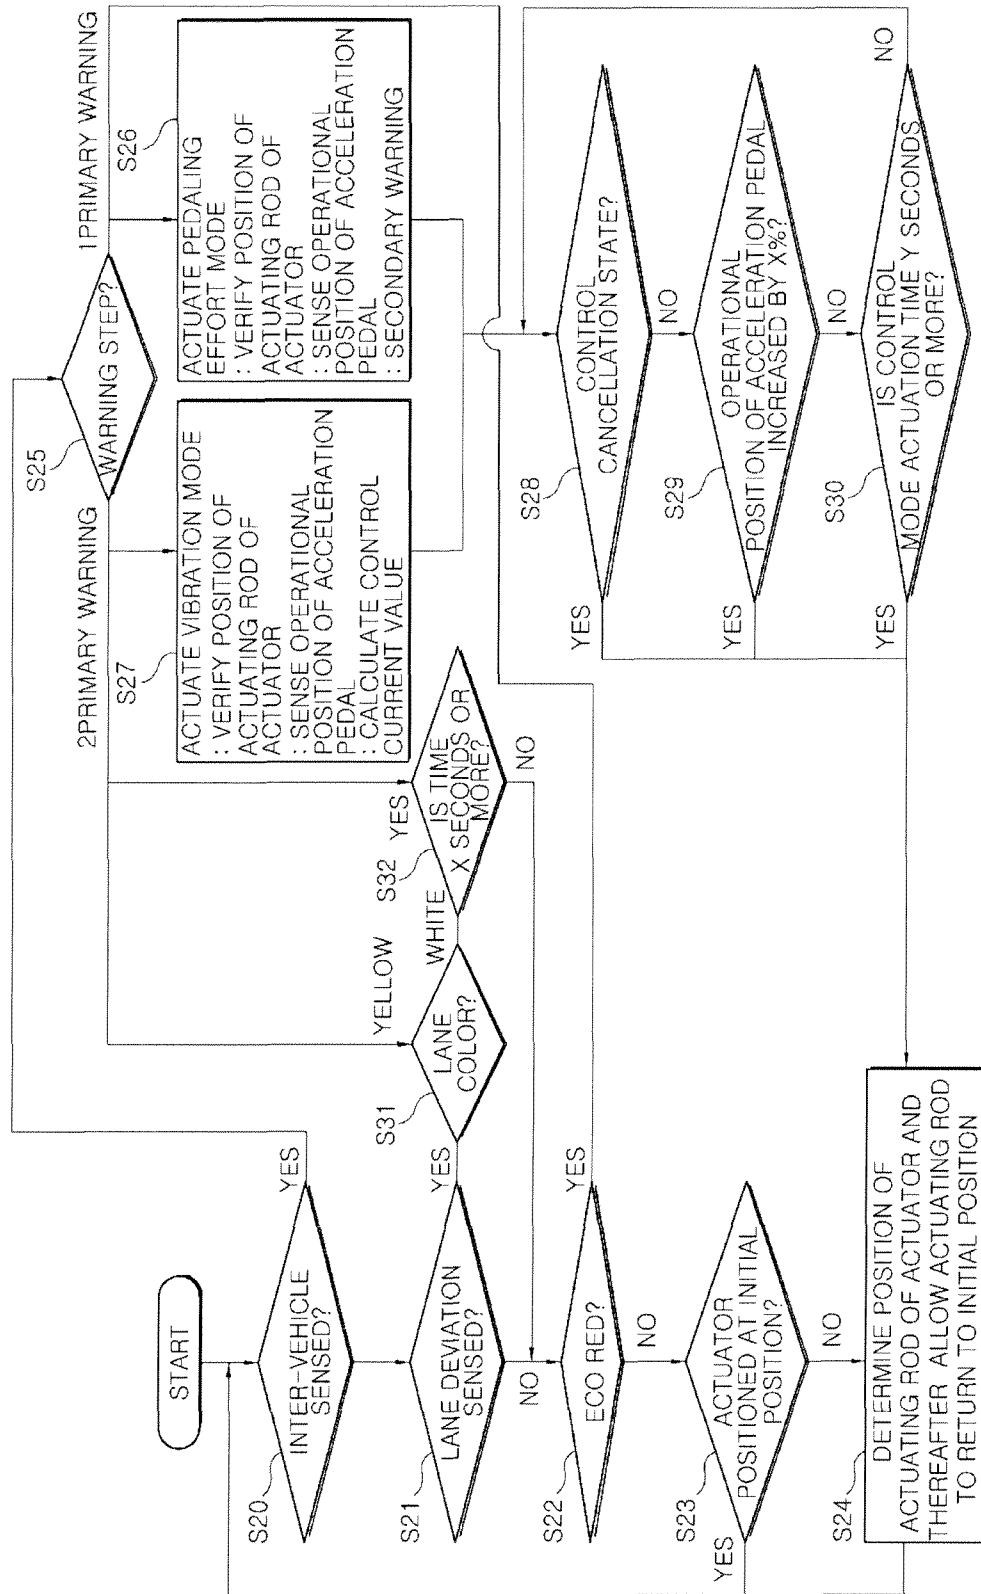 START
S20
INTER-VEHICLE
SENSED?
YES
S21
LANE DEVIATION
SENSED?
YES
NO
S22
ECO RED?
YES
NO
S23
ACTUATOR
POSITIONED AT INITIAL
POSITION?
YES
NO
S24
DETERMINE POSITION OF
ACTUATING ROD OF ACTUATOR AND
THEREAFTER ALLOW ACTUATING ROD
TO RETURN TO INITIAL POSITION
S31
LANE
COLOR?
YELLOW
WHITE
S32
IS TIME
X SECONDS OR
MORE?
YES
NO
S25
WARNING STEP?
2PRIMARY WARNING
1PRIMARY WARNING
S27
ACTUATE VIBRATION MODE
: VERIFY POSITION OF
ACTUATING ROD OF
ACTUATOR
: SENSE OPERATIONAL
POSITION OF ACCELERATION
PEDAL
: CALCULATE CONTROL
CURRENT VALUE
S26
ACTUATE PEDALING
EFFORT MODE
: VERIFY POSITION OF
ACTUATING ROD OF
ACTUATOR
: SENSE OPERATIONAL
POSITION OF ACCELERATION
PEDAL
: SECONDARY WARNING
S28
CONTROL
CANCELLATION STATE?
YES
NO
S29
OPERATIONAL
POSITION OF ACCELERATION PEDAL
INCREASED BY X%?
YES
NO
S30
IS CONTROL
MODE ACTUATION TIME Y SECONDS
OR MORE?
YES
NO